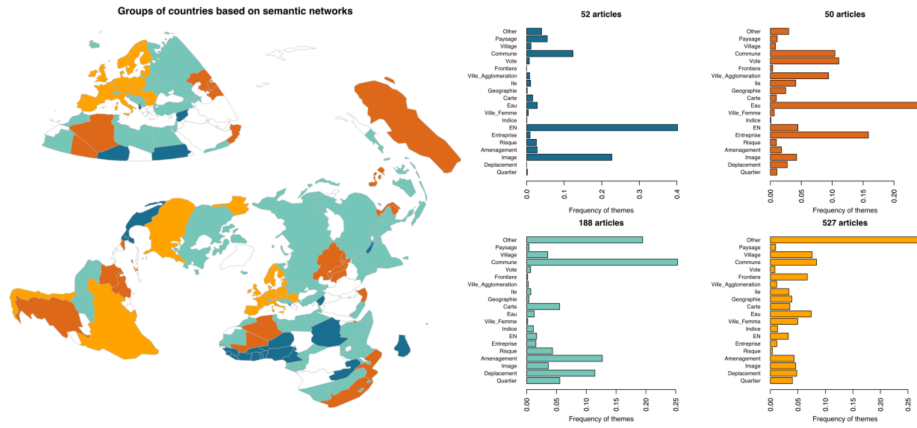 Groups of countries based on semantic networks
52 articles
Other
Paysage
Village
Commune
Vote
Frontiere
Ville_Agglomeration
Ile
Geographie
Carte
Eau
Ville_Femme
Indice
EN
Entreprise
Risque
Amenagement
Image
Deplacement
Quartier
0.0 0.1 0.2 0.3 0.4
Frequency of themes
50 articles
Other
Paysage
Village
Commune
Vote
Frontiere
Ville_Agglomeration
Ile
Geographie
Carte
Eau
Ville_Femme
Indice
EN
Entreprise
Risque
Amenagement
Image
Deplacement
Quartier
0.00 0.05 0.10 0.15 0.20
Frequency of themes
188 articles
Other
Paysage
Village
Commune
Vote
Frontiere
Ville_Agglomeration
Ile
Geographie
Carte
Eau
Ville_Femme
Indice
EN
Entreprise
Risque
Amenagement
Image
Deplacement
Quartier
0.00 0.05 0.10 0.15 0.20 0.25
Frequency of themes
527 articles
Other
Paysage
Village
Commune
Vote
Frontiere
Ville_Agglomeration
Ile
Geographie
Carte
Eau
Ville_Femme
Indice
EN
Entreprise
Risque
Amenagement
Image
Deplacement
Quartier
0.00 0.05 0.10 0.15 0.20 0.25
Frequency of themes